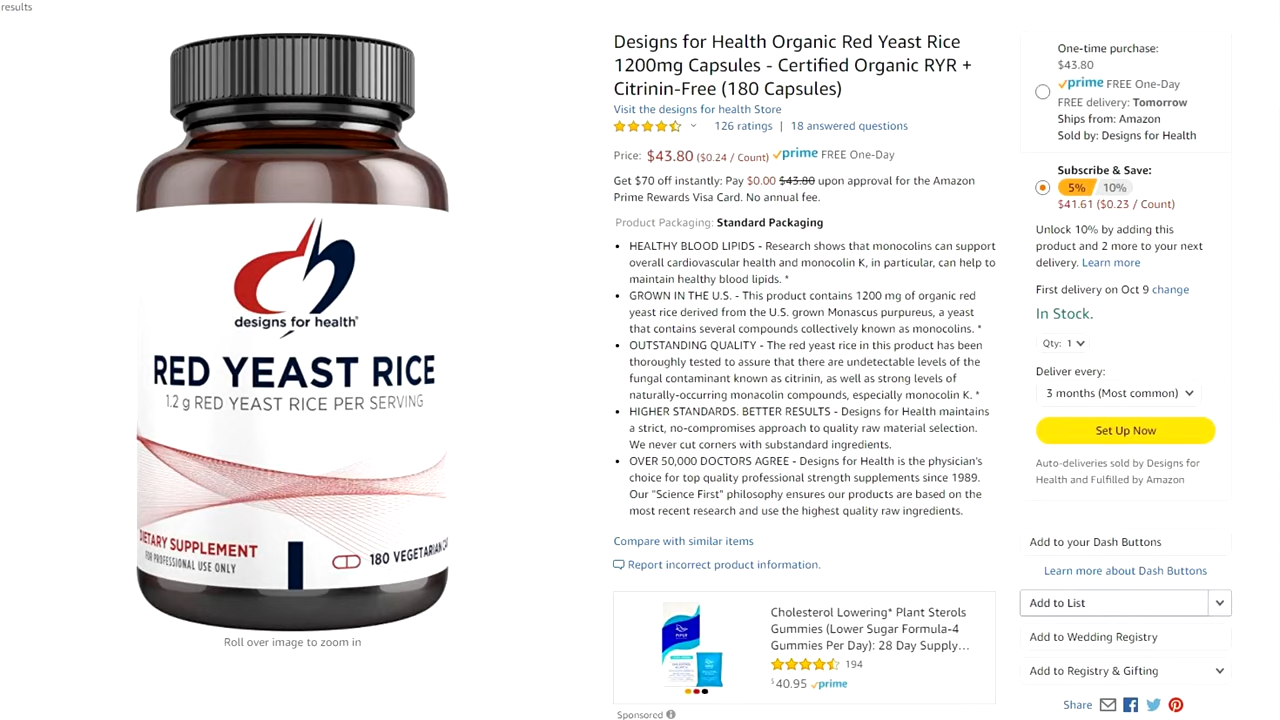 results
designs for health®
RED YEAST RICE
1.2 g RED YEAST RICE PER SERVING
DIETARY SUPPLEMENT
FOR PROFESSIONAL USE ONLY
180 VEGETARIAN CA
Roll over image to zoom in
Designs for Health Organic Red Yeast Rice
1200mg Capsules - Certified Organic RYR +
Citrinin-Free (180 Capsules)
Visit the designs for health Store
126 ratings | 18 answered questions
Price: $43.80 ($0.24 / Count) prime FREE One-Day
Get $70 off instantly: Pay $0.00 $43.80 upon approval for the Amazon
Prime Rewards Visa Card. No annual fee.
Product Packaging: Standard Packaging
• HEALTHY BLOOD LIPIDS - Research shows that monocolins can support
overall cardiovascular health and monocolin K, in particular, can help to
maintain healthy blood lipids. *
• GROWN IN THE U.S. - This product contains 1200 mg of organic red
yeast rice derived from the U.S. grown Monascus purpureus, a yeast
that contains several compounds collectively known as monocolins. *
• OUTSTANDING QUALITY - The red yeast rice in this product has been
thoroughly tested to assure that there are undetectable levels of the
fungal contaminant known as citrinin, as well as strong levels of
naturally-occurring monacolin compounds, especially monocolin K. *
• HIGHER STANDARDS. BETTER RESULTS - Designs for Health maintains
a strict, no-compromises approach to quality raw material selection.
We never cut corners with substandard ingredients.
• OVER 50,000 DOCTORS AGREE - Designs for Health is the physician's
choice for top quality professional strength supplements since 1989.
Our "Science First" philosophy ensures our products are based on the
most recent research and use the highest quality raw ingredients.
Compare with similar items
Report incorrect product information.
Cholesterol Lowering* Plant Sterols
Gummies (Lower Sugar Formula-4
Gummies Per Day): 28 Day Supply...
194
$40.95 prime
Sponsored
One-time purchase:
$43.80
prime FREE One-Day
FREE delivery: Tomorrow
Ships from: Amazon
Sold by: Designs for Health
Subscribe & Save:
5% 10%
$41.61 ($0.23 / Count)
Unlock 10% by adding this
product and 2 more to your next
delivery. Learn more
First delivery on Oct 9 change
In Stock.
Qty: 1
Deliver every:
3 months (Most common)
Set Up Now
Auto-deliveries sold by Designs for
Health and Fulfilled by Amazon
Add to your Dash Buttons
Learn more about Dash Buttons
Add to List
Add to Wedding Registry
Add to Registry & Gifting
Share